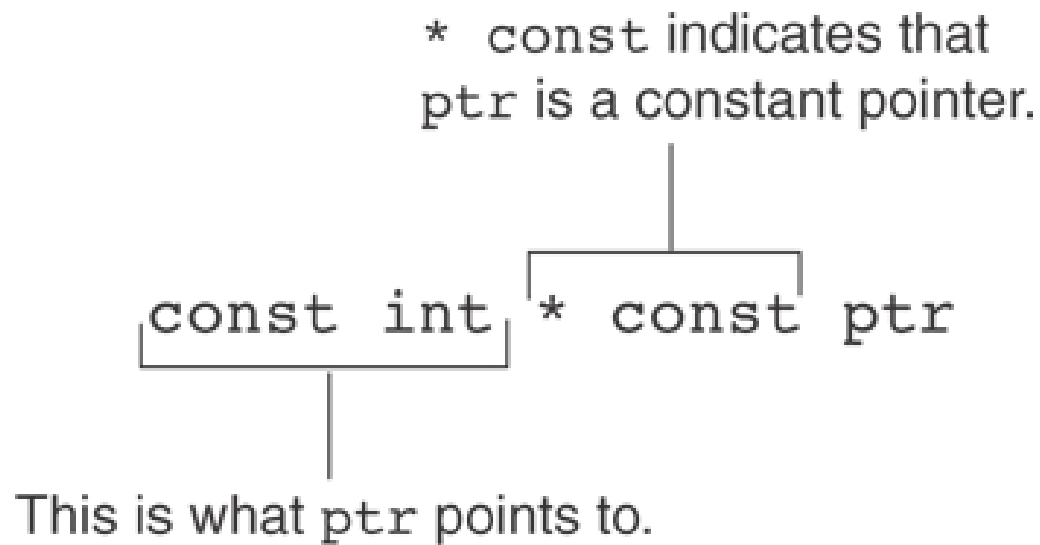 * const indicates that
ptr is a constant pointer.
const int * const ptr
This is what ptr points to.